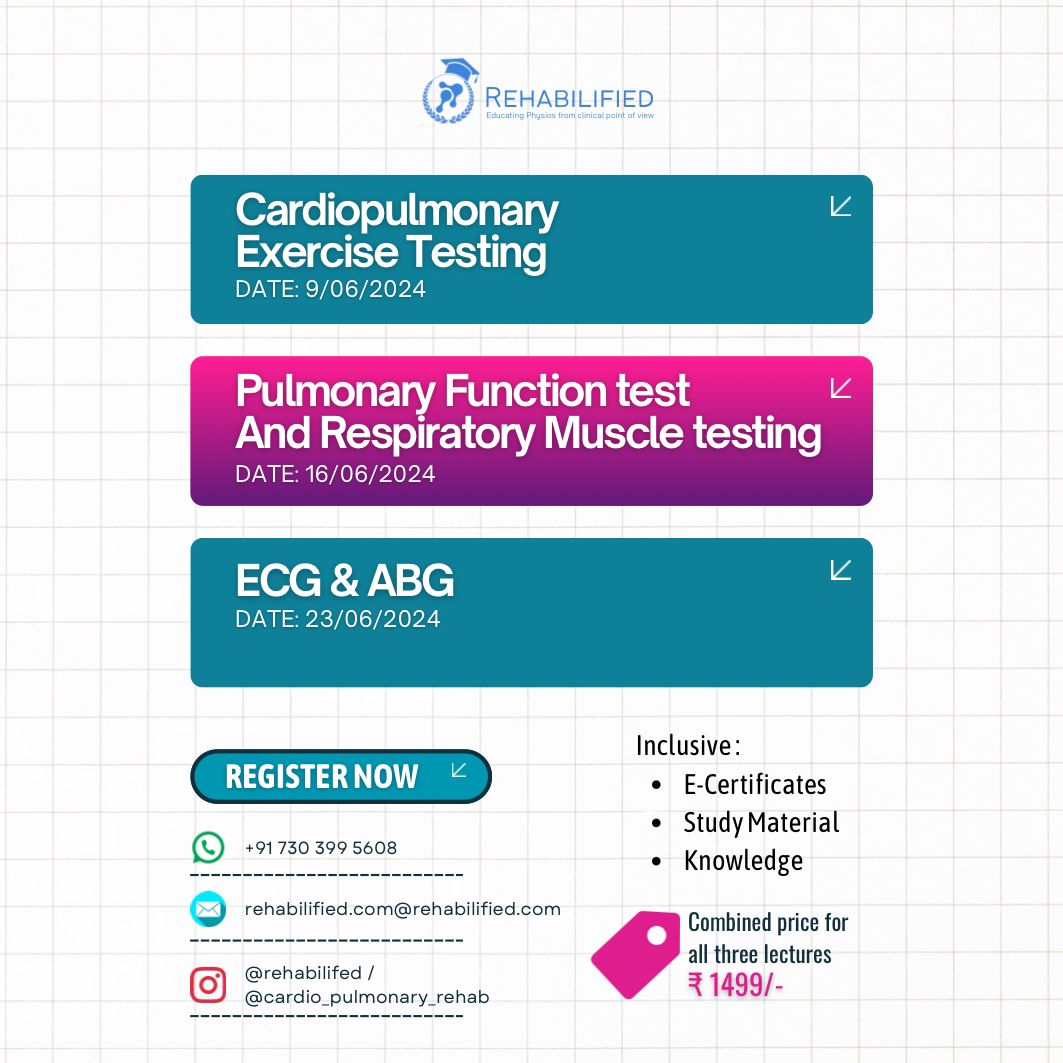 REHABILIFIED
Educating Physios from clinical point of view
Cardiopulmonary
Exercise Testing
DATE: 9/06/2024
Pulmonary Function test
And Respiratory Muscle testing
DATE: 16/06/2024
ECG & ABG
DATE: 23/06/2024
REGISTER NOW
+91 730 399 5608
rehabilified.com@rehabilified.com
@rehabilifed /
@cardio_pulmonary_rehab
Inclusive :
• E-Certificates
• Study Material
• Knowledge
Combined price for
all three lectures
₹ 1499/-